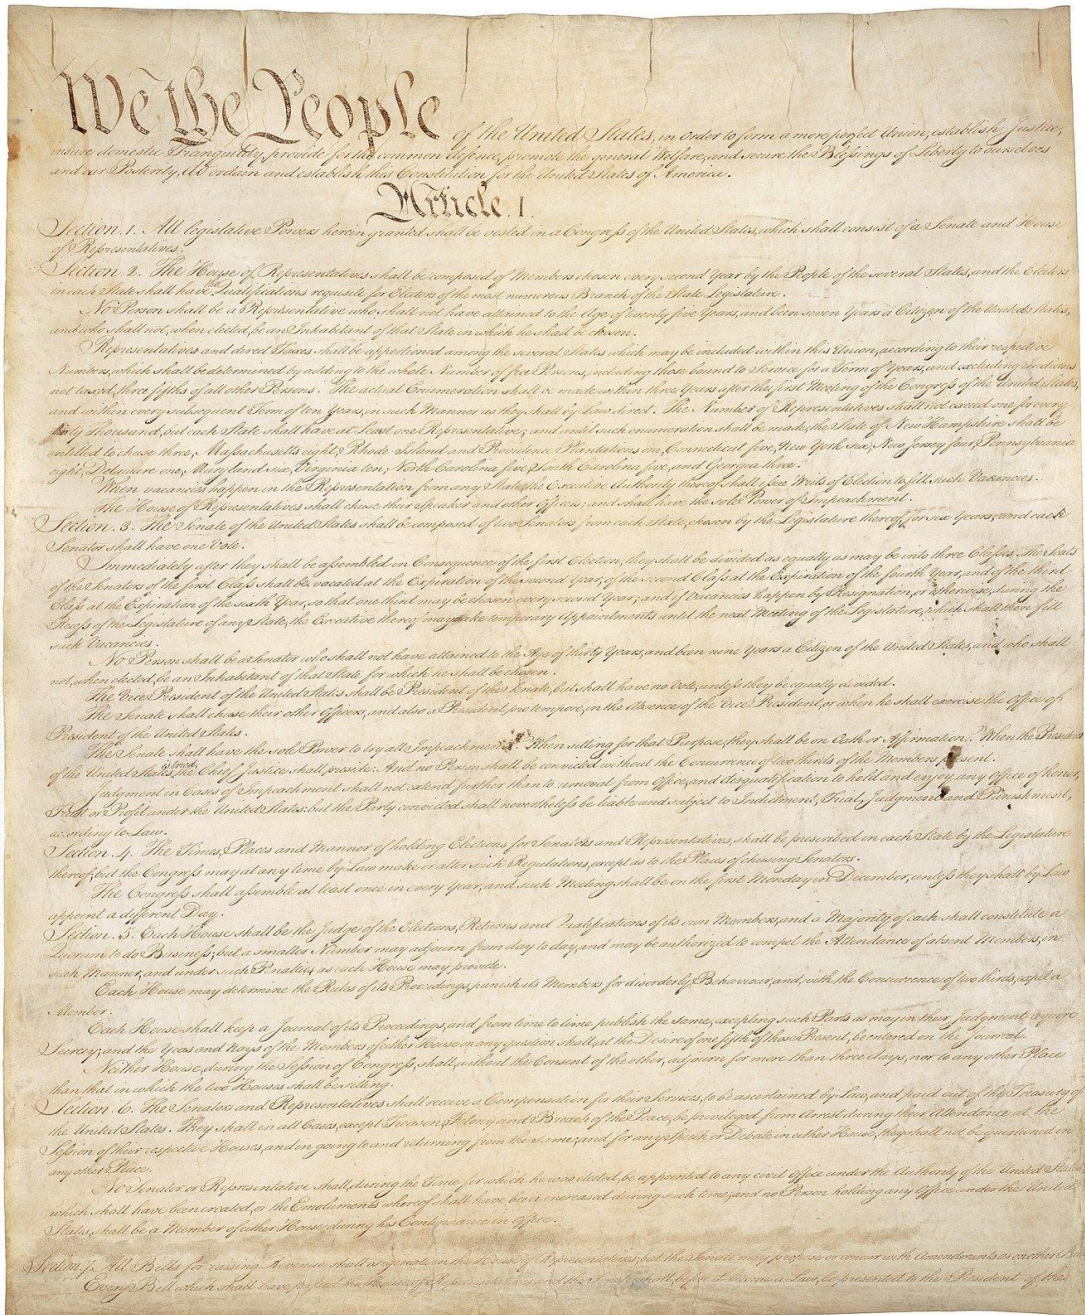 We the People of the United States, in Order to form a more perfect Union, establish Justice,
insure domestic Tranquility, provide for the common defence, promote the general Welfare, and secure the Blessings of Liberty to ourselves
and our Posterity, do ordain and establish this Constitution for the United States of America.
Article. I.
Section. 1. All legislative Powers herein granted shall be vested in a Congress of the United States, which shall consist of a Senate and House
of Representatives.
Section. 2. The House of Representatives shall be composed of Members chosen every second Year by the People of the several States, and the Electors
in each State shall have the Qualifications requisite for Electors of the most numerous Branch of the State Legislature.
No Person shall be a Representative who shall not have attained to the Age of twenty five Years, and been seven Years a Citizen of the United States,
and who shall not, when elected, be an Inhabitant of that State in which he shall be chosen.
Representatives and direct Taxes shall be apportioned among the several States which may be included within this Union, according to their respective
Numbers, which shall be determined by adding to the whole Number of free Persons, including those bound to Service for a Term of Years, and excluding Indians
not taxed, three fifths of all other Persons. The actual Enumeration shall be made within three Years after the first Meeting of the Congress of the United States,
and within every subsequent Term of ten Years, in such Manner as they shall by Law direct. The Number of Representatives shall not exceed one for every
thirty Thousand, but each State shall have at Least one Representative; and until such enumeration shall be made, the State of New Hampshire shall be
entitled to chuse three, Massachusetts eight, Rhode Island and Providence Plantations one, Connecticut five, New York six, New Jersey four, Pennsylvania
eight, Delaware one, Maryland six, Virginia ten, North Carolina five, South Carolina five, and Georgia three.
When vacancies happen in the Representation from any State, the Executive Authority thereof shall issue Writs of Election to fill such Vacancies.
The House of Representatives shall chuse their Speaker and other Officers; and shall have the sole Power of Impeachment.
Section. 3. The Senate of the United States shall be composed of two Senators from each State, chosen by the Legislature thereof, for six Years; and each
Senator shall have one Vote.
Immediately after they shall be assembled in Consequence of the first Election, they shall be divided as equally as may be into three Classes. The Seats
of the Senators of the first Class shall be vacated at the Expiration of the second Year, of the second Class at the Expiration of the fourth Year, and of the third
Class at the Expiration of the sixth Year, so that one third may be chosen every second Year; and if Vacancies happen by Resignation, or otherwise, during the
Recess of the Legislature of any State, the Executive thereof may make temporary Appointments until the next Meeting of the Legislature, which shall then fill
such Vacancies.
No Person shall be a Senator who shall not have attained to the Age of thirty Years, and been nine Years a Citizen of the United States, and who shall
not, when elected, be an Inhabitant of that State for which he shall be chosen.
The Vice President of the United States shall be President of the Senate, but shall have no Vote, unless they be equally divided.
The Senate shall chuse their other Officers, and also a President pro tempore, in the Absence of the Vice President, or when he shall exercise the Office of
President of the United States.
The Senate shall have the sole Power to try all Impeachments. When sitting for that Purpose, they shall be on Oath or Affirmation. When the President
of the United States is tried, the Chief Justice shall preside: And no Person shall be convicted without the Concurrence of two thirds of the Members present.
Judgment in Cases of Impeachment shall not extend further than to removal from Office, and disqualification to hold and enjoy any Office of honor,
Trust or Profit under the United States: but the Party convicted shall nevertheless be liable and subject to Indictment, Trial, Judgment and Punishment,
according to Law.
Section. 4. The Times, Places and Manner of holding Elections for Senators and Representatives, shall be prescribed in each State by the Legislature
thereof; but the Congress may at any time by Law make or alter such Regulations, except as to the Places of chusing Senators.
The Congress shall assemble at least once in every Year, and such Meeting shall be on the first Monday in December, unless they shall by Law
appoint a different Day.
Section. 5. Each House shall be the Judge of the Elections, Returns and Qualifications of its own Members, and a Majority of each shall constitute a
Quorum to do Business; but a smaller Number may adjourn from day to day, and may be authorized to compel the Attendance of absent Members, in
such Manner, and under such Penalties as each House may provide.
Each House may determine the Rules of its Proceedings, punish its Members for disorderly Behaviour, and, with the Concurrence of two thirds, expel a
Member.
Each House shall keep a Journal of its Proceedings, and from time to time publish the same, excepting such Parts as may in their Judgment require
Secrecy; and the Yeas and Nays of the Members of either House on any question shall, at the Desire of one fifth of those Present, be entered on the Journal.
Neither House, during the Session of Congress, shall, without the Consent of the other, adjourn for more than three days, nor to any other Place
than that in which the two Houses shall be sitting.
Section. 6. The Senators and Representatives shall receive a Compensation for their Services, to be ascertained by Law, and paid out of the Treasury of
the United States. They shall in all Cases, except Treason, Felony and Breach of the Peace, be privileged from Arrest during their Attendance at the
Session of their respective Houses, and in going to and returning from the same; and for any Speech or Debate in either House, they shall not be questioned in
any other Place.
No Senator or Representative shall, during the Time for which he was elected, be appointed to any civil Office under the Authority of the United States,
which shall have been created, or the Emoluments whereof shall have been encreased during such time; and no Person holding any Office under the United
States, shall be a Member of either House during his Continuance in Office.
Section. 7. All Bills for raising Revenue shall originate in the House of Representatives; but the Senate may propose or concur with Amendments as on other Bills.
Every Bill which shall have passed the House of Representatives and the Senate, shall, before it become a Law, be presented to the President of the